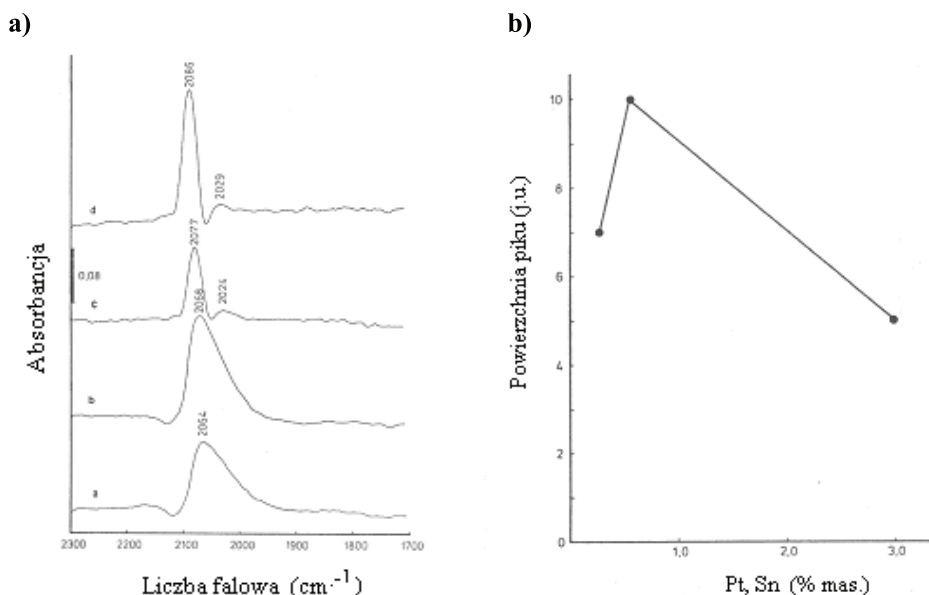 a)
b)
2086
2029
d
2077
2024
0,08
c
2068
b
2064
a
2300 2200 2100 2000 1900 1800 1700
Absorbancja
Liczba falowa (cm.-1)
10
8
6
4
2
0
1,0 2,0 3,0
Powierzchnia piku (j.u.)
Pt, Sn (% mas.)